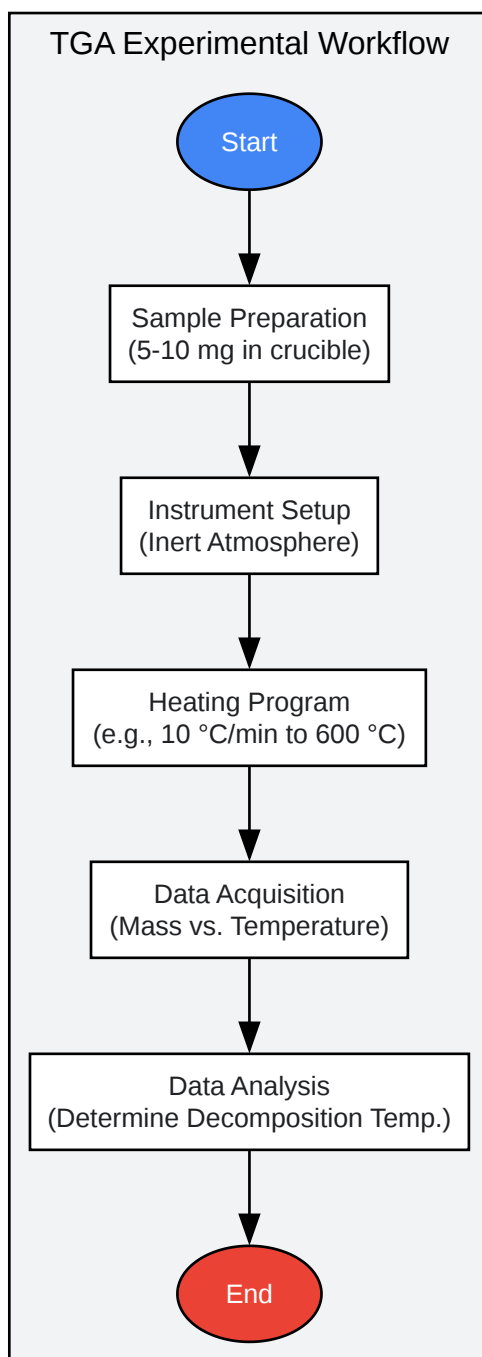 TGA Experimental Workflow
Start
Sample Preparation
(5-10 mg in crucible)
Instrument Setup
(Inert Atmosphere)
Heating Program
(e.g., 10 °C/min to 600 °C)
Data Acquisition
(Mass vs. Temperature)
Data Analysis
(Determine Decomposition Temp.)
End